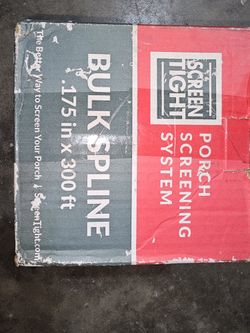 SCREEN
TIGHT
PORCH
SCREENING
SYSTEM
BULK SPLINE
.175 in x 300 ft
The Better Way to Screen Your Porch | ScreenTight.com